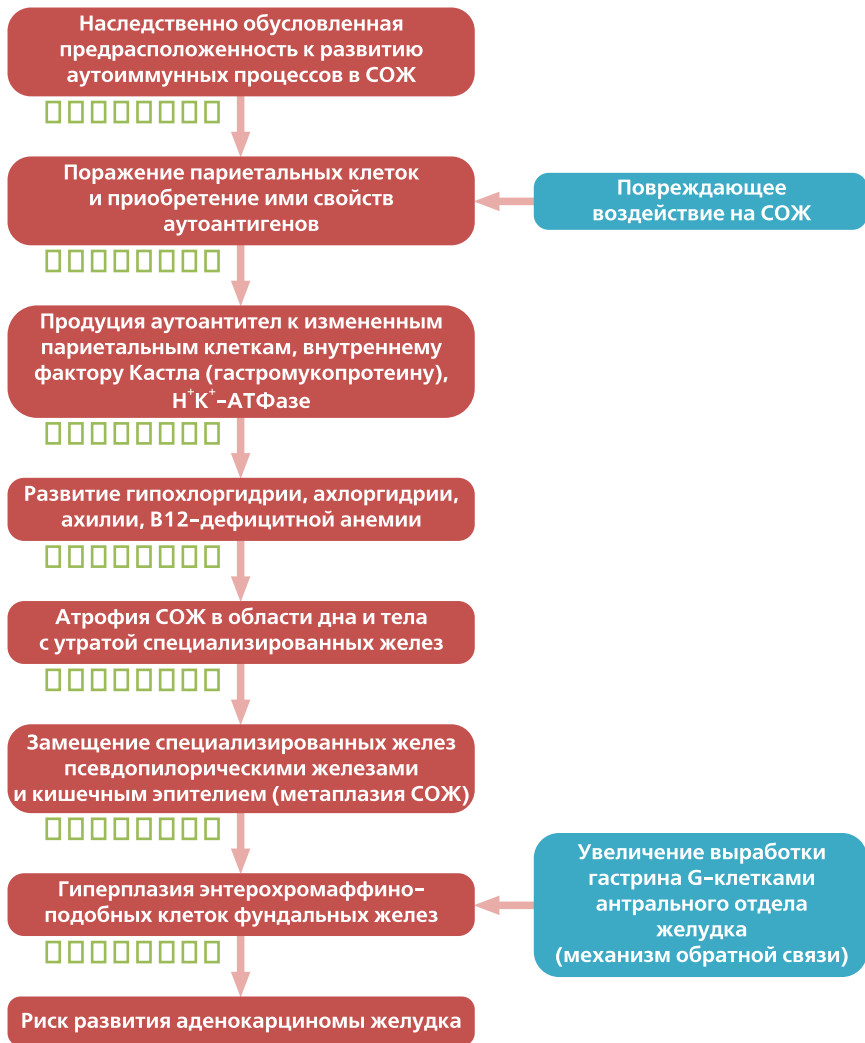 Наследственно обусловленная
предрасположенность к развитию
аутоиммунных процессов в СОЖ
Поражение париетальных клеток
и приобретение ими свойств
аутоантигенов
Повреждающее
воздействие на СОЖ
Продуция аутоантител к измененным
париетальным клеткам, внутреннему
фактору Кастла (гастромукопротеину),
H⁺K⁺–АТФазе
Развитие гипохлоргидрии, ахлоргидрии,
ахилии, В12–дефицитной анемии
Атрофия СОЖ в области дна и тела
с утратой специализированных желез
Замещение специализированных желез
псевдопилорическими железами
и кишечным эпителием (метаплазия СОЖ)
Гиперплазия энтерохромаффино–
подобных клеток фундальных желез
Увеличение выработки
гастрина G–клетками
антрального отдела
желудка
(механизм обратной связи)
Риск развития аденокарциномы желудка